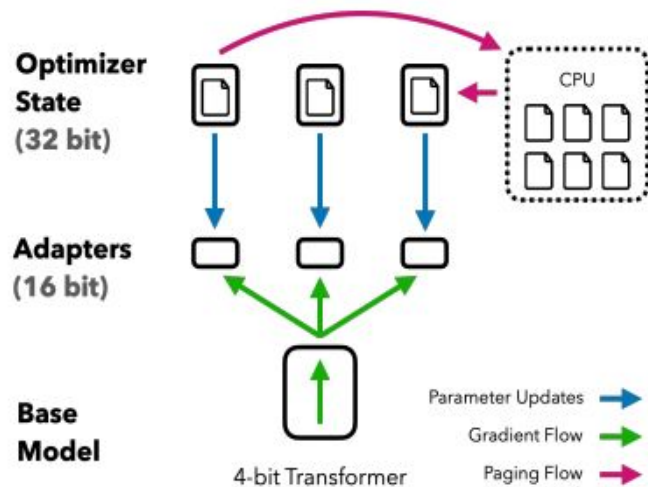 Optimizer
State
(32 bit)
CPU
Adapters
(16 bit)
Base
Model
4-bit Transformer
Parameter Updates
Gradient Flow
Paging Flow